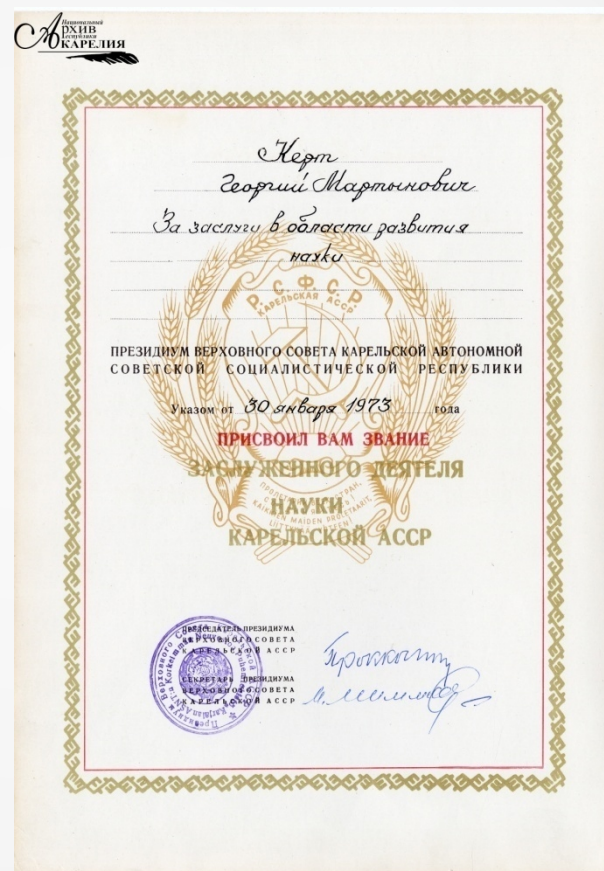 Национальный
Архив
Республики
Карелия
Керт
Георгий Мартынович
За заслуги в области развития
науки
Р.С.Ф.С.Р
КАРЕЛЬСКАЯ АССР
ПРЕЗИДИУМ ВЕРХОВНОГО СОВЕТА КАРЕЛЬСКОЙ АВТОНОМНОЙ
СОВЕТСКОЙ СОЦИАЛИСТИЧЕСКОЙ РЕСПУБЛИКИ
Указом от 30 января 1973 года
ПРИСВОИЛ ВАМ ЗВАНИЕ
ЗАСЛУЖЕННОГО ДЕЯТЕЛЯ
НАУКИ
КАРЕЛЬСКОЙ АССР
ПРЕДСЕДАТЕЛЬ ПРЕЗИДИУМА
ВЕРХОВНОГО СОВЕТА
КАРЕЛЬСКОЙ АССР
СЕКРЕТАРЬ ПРЕЗИДИУМА
ВЕРХОВНОГО СОВЕТА
КАРЕЛЬСКОЙ АССР